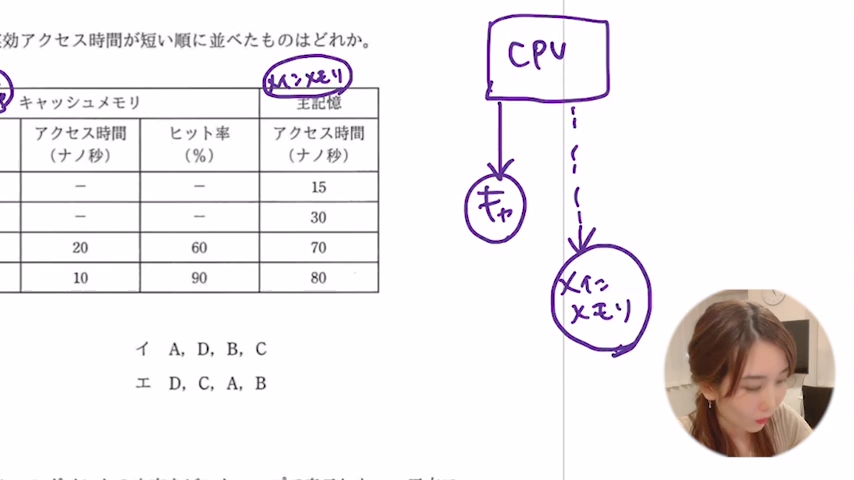 効アクセス時間が短い順に並べたものはどれか。
メインメモリ
キャッシュメモリ 主記憶
アクセス時間 ヒット率 アクセス時間
（ナノ秒） （％） （ナノ秒）
－ － 15
－ － 30
20 60 70
10 90 80
イ A，D，B，C
エ D，C，A，B
CPU
キャ
メイン
メモリ